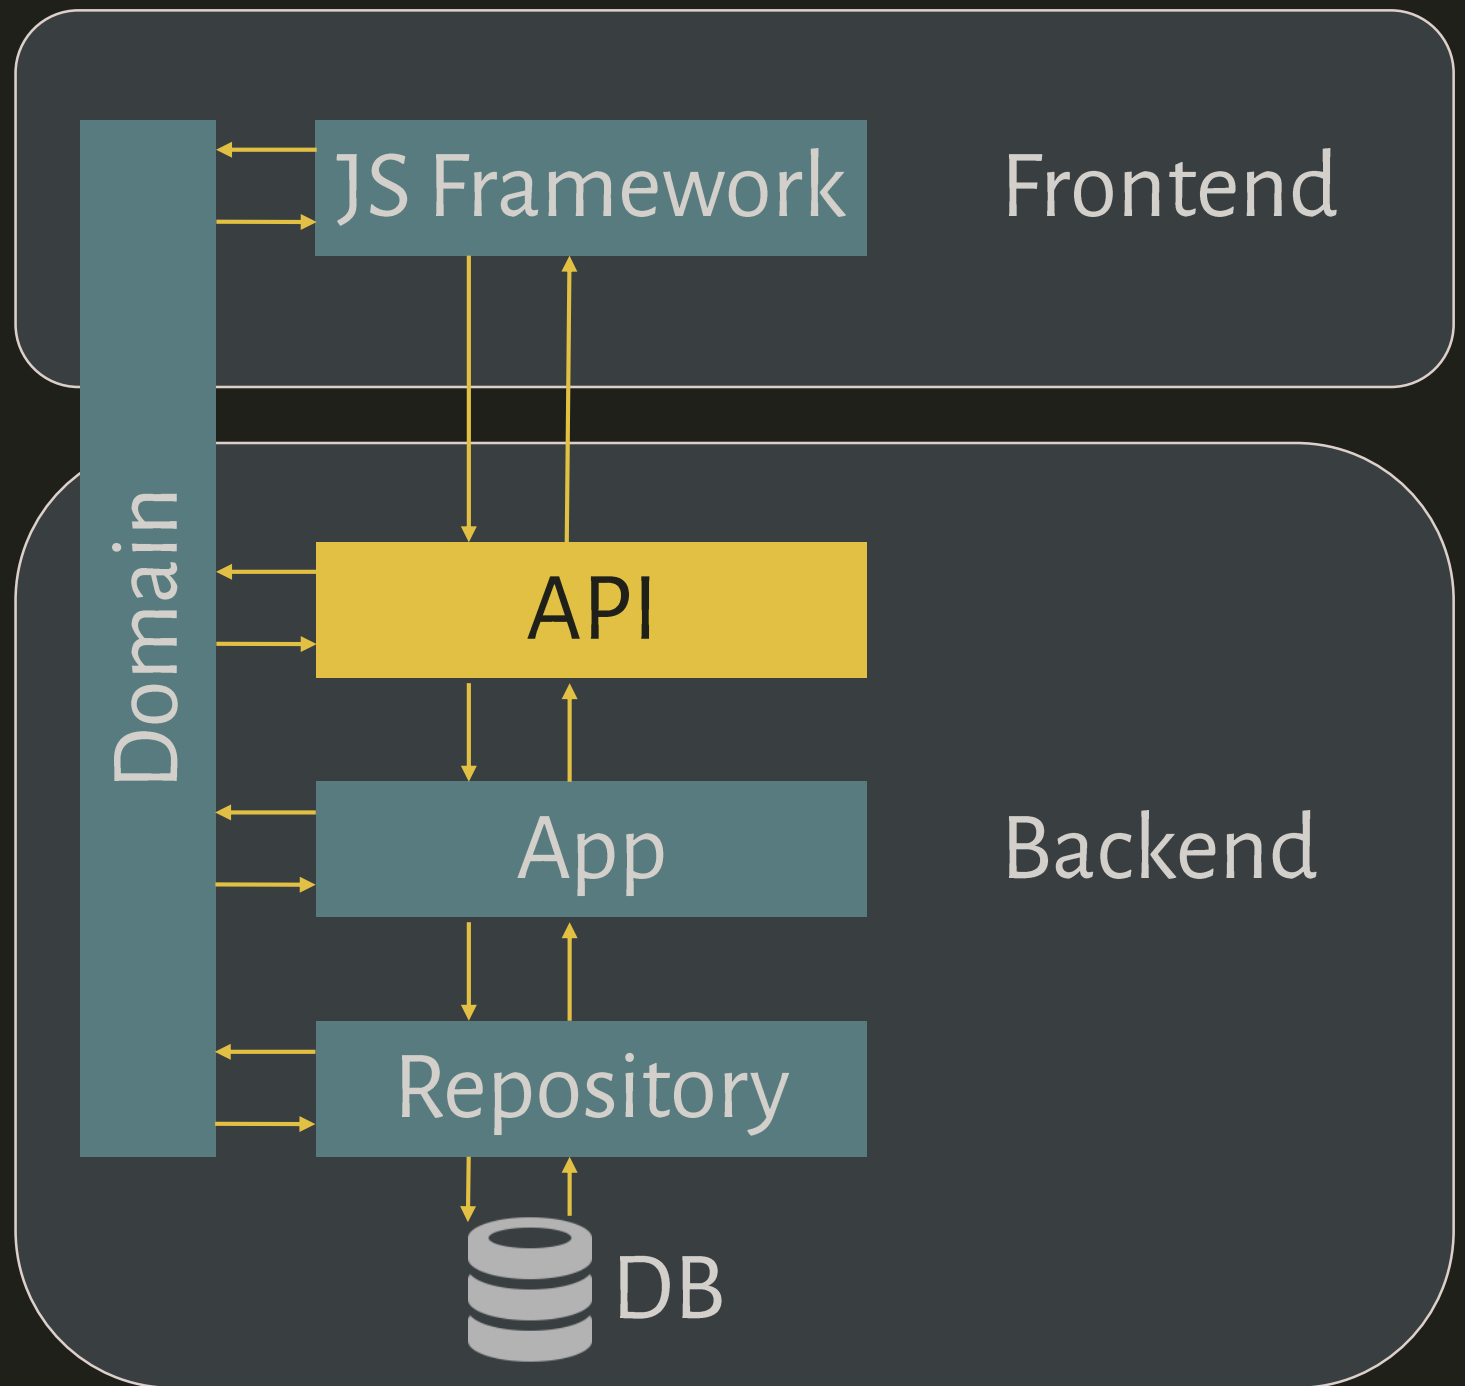 JS Framework
Frontend
Domain
API
App
Backend
Repository
DB